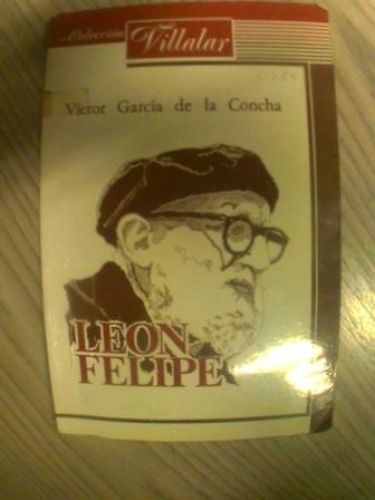 Colección Villalar
Víctor García de la Concha
LEON
FELIPE